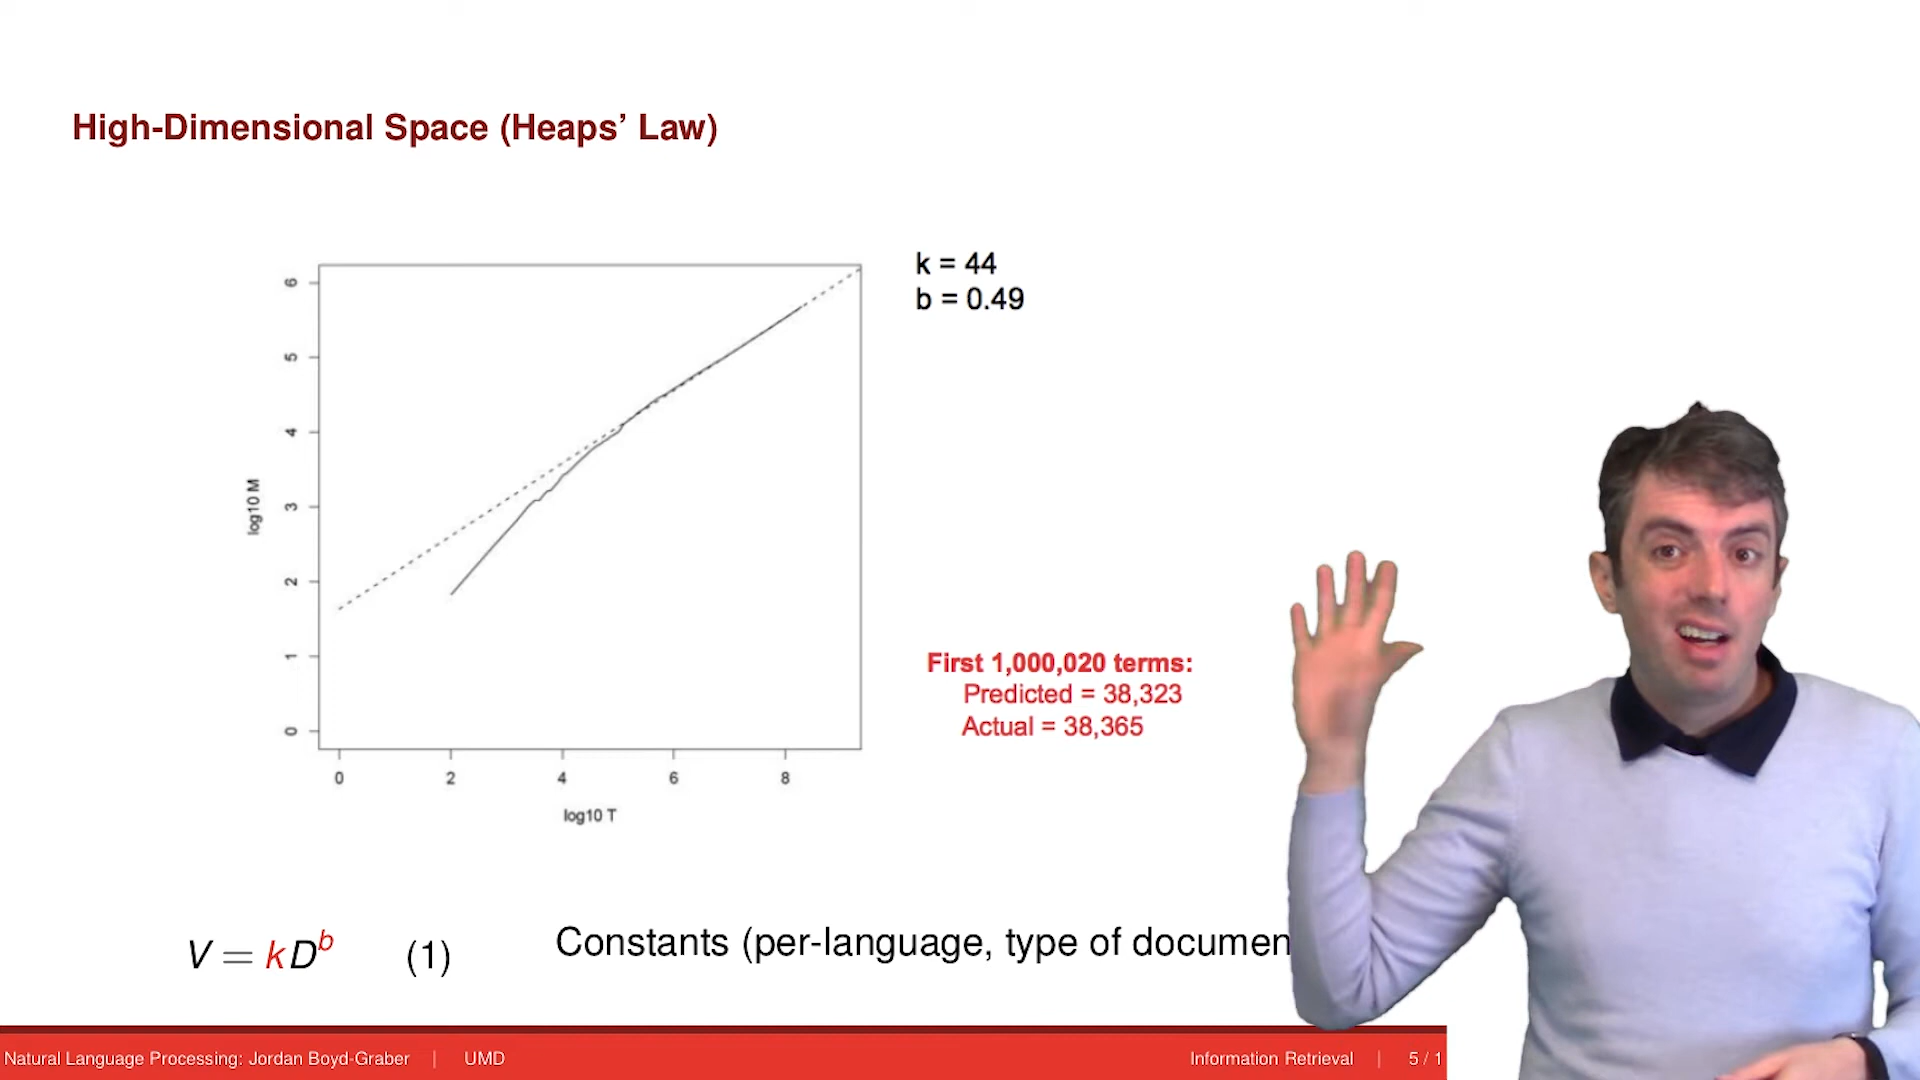 High-Dimensional Space (Heaps’ Law)
k = 44
b = 0.49
6
5
4
3
2
1
0
log10 M
0 2 4 6 8
log10 T
First 1,000,020 terms:
Predicted = 38,323
Actual = 38,365
V = kD^b (1)
Constants (per-language, type of documen
Natural Language Processing: Jordan Boyd-Graber | UMD
Information Retrieval | 5 / 1